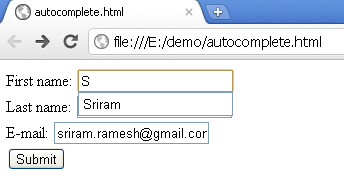 autocomplete.html
file:///E:/demo/autocomplete.html
First name: S
Last name: Sriram
E-mail: sriram.ramesh@gmail.cor
Submit